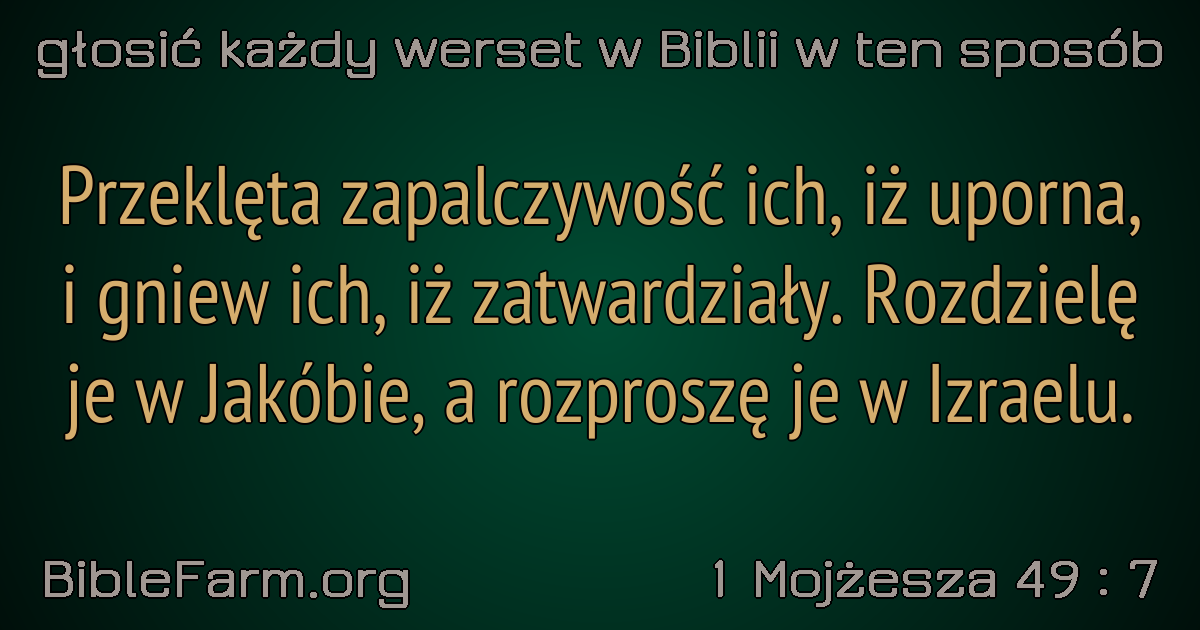 głosić każdy werset w Biblii w ten sposób
Przeklęta zapalczywość ich, iż uporna,
i gniew ich, iż zatwardziały. Rozdzielę
je w Jakóbie, a rozproszę je w Izraelu.
BibleFarm.org
1 Mojżesza 49 : 7